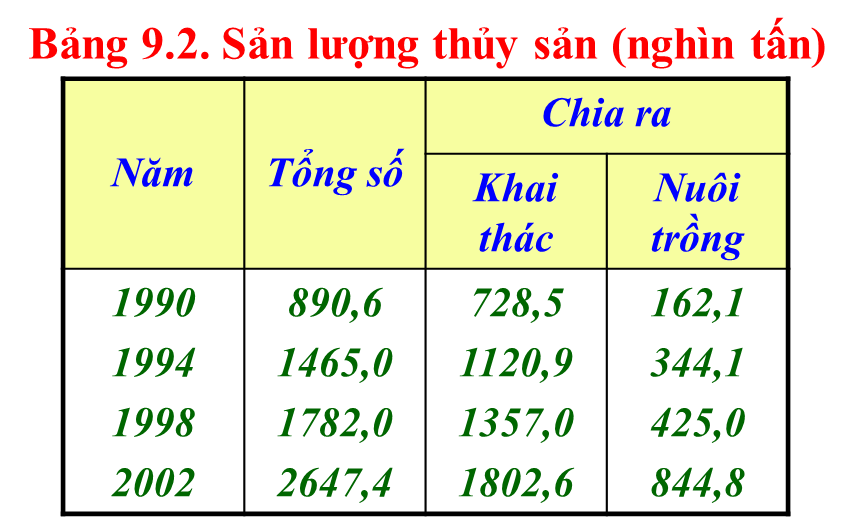 Bảng 9.2. Sản lượng thủy sản (nghìn tấn)
Năm Tổng số Chia ra
Khai thác Nuôi trồng
1990 890,6 728,5 162,1
1994 1465,0 1120,9 344,1
1998 1782,0 1357,0 425,0
2002 2647,4 1802,6 844,8